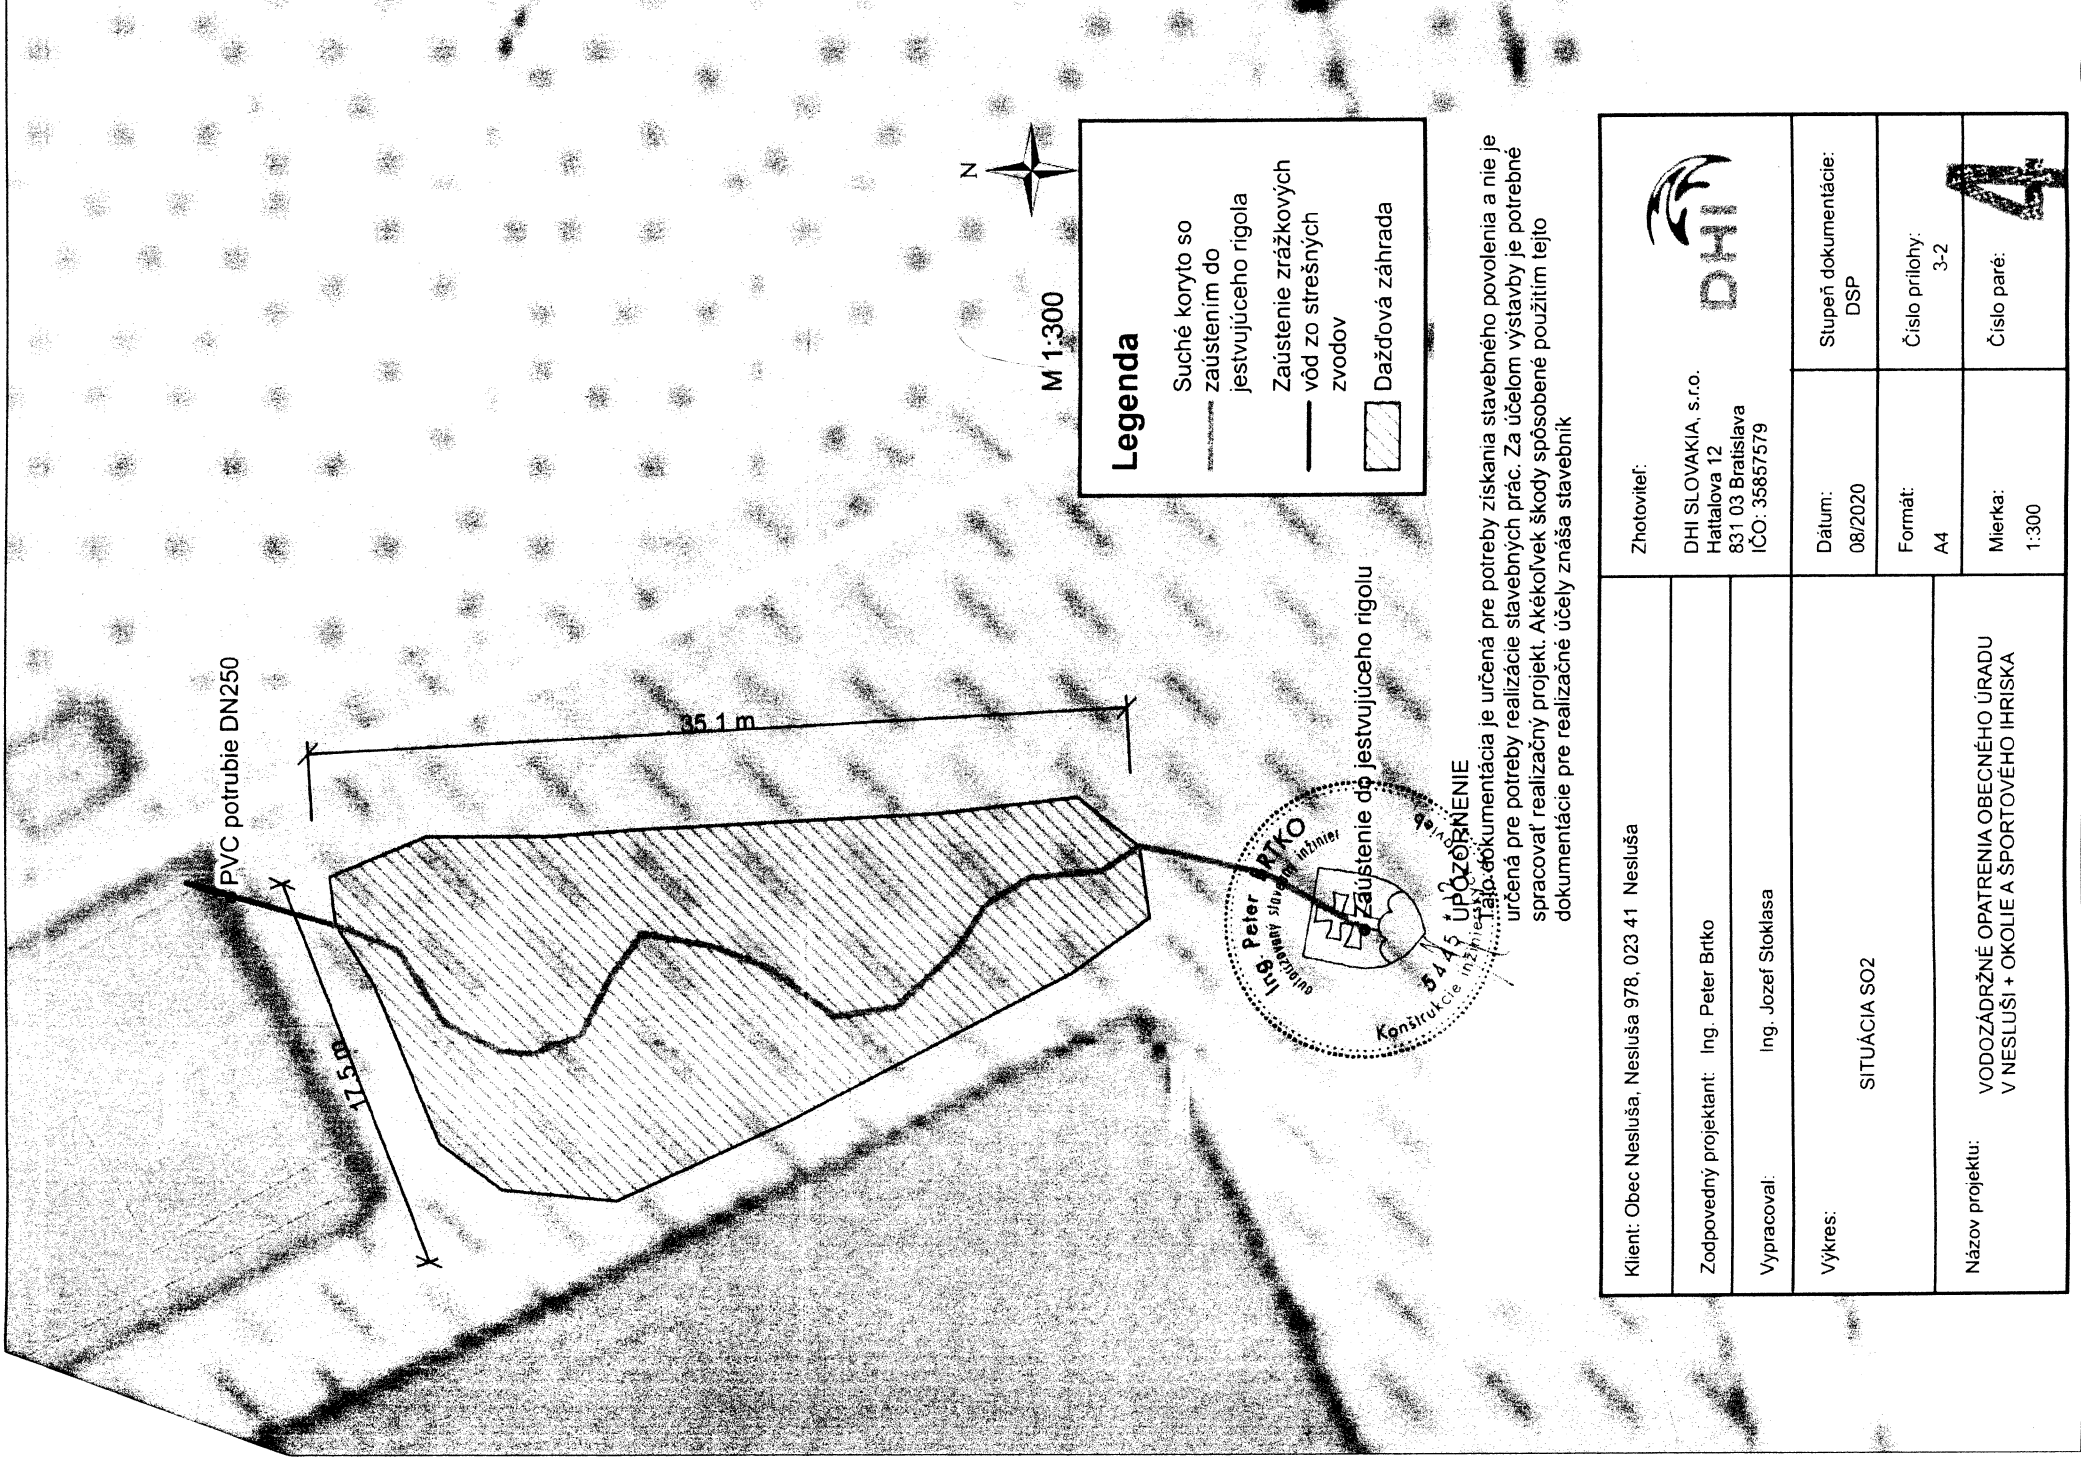 PVC potrubie DN250
35.1 m
17.5 m
Zaústenie do jestvujúceho rigolu
N
M 1:300
Legenda
Suché koryto so
zaústením do
jestvujúceho rigola
Zaústenie zrážkových
vôd zo strešných
zvodov
Dažďová záhrada
UPOZORNENIE
Táto dokumentácia je určená pre potreby získania stavebného povolenia a nie je
určená pre potreby realizácie stavebných prác. Za účelom výstavby je potrebné
spracovať realizačný projekt. Akékoľvek škody spôsobené použitím tejto
dokumentácie pre realizačné účely znáša stavebník
Ing. Peter BRTKO
autorizovaný stavebný inžinier
5445
Konštrukcie
Klient: Obec Nesluša, Nesluša 978, 023 41 Nesluša
Zodpovedný projektant: Ing. Peter Brtko
Vypracoval: Ing. Jozef Stoklasa
Výkres:
SITUÁCIA SO2
Názov projektu:
VODOZÁDRŽNÉ OPATRENIA OBECNÉHO ÚRADU
V NESLUŠI + OKOLIE A ŠPORTOVÉHO IHRISKA
Zhotoviteľ:
DHI SLOVAKIA, s.r.o.
Hattalova 12
831 03 Bratislava
IČO: 35857579
DHI
Dátum:
08/2020
Stupeň dokumentácie:
DSP
Formát:
A4
Číslo prílohy:
3-2
Mierka:
1:300
Číslo paré:
4